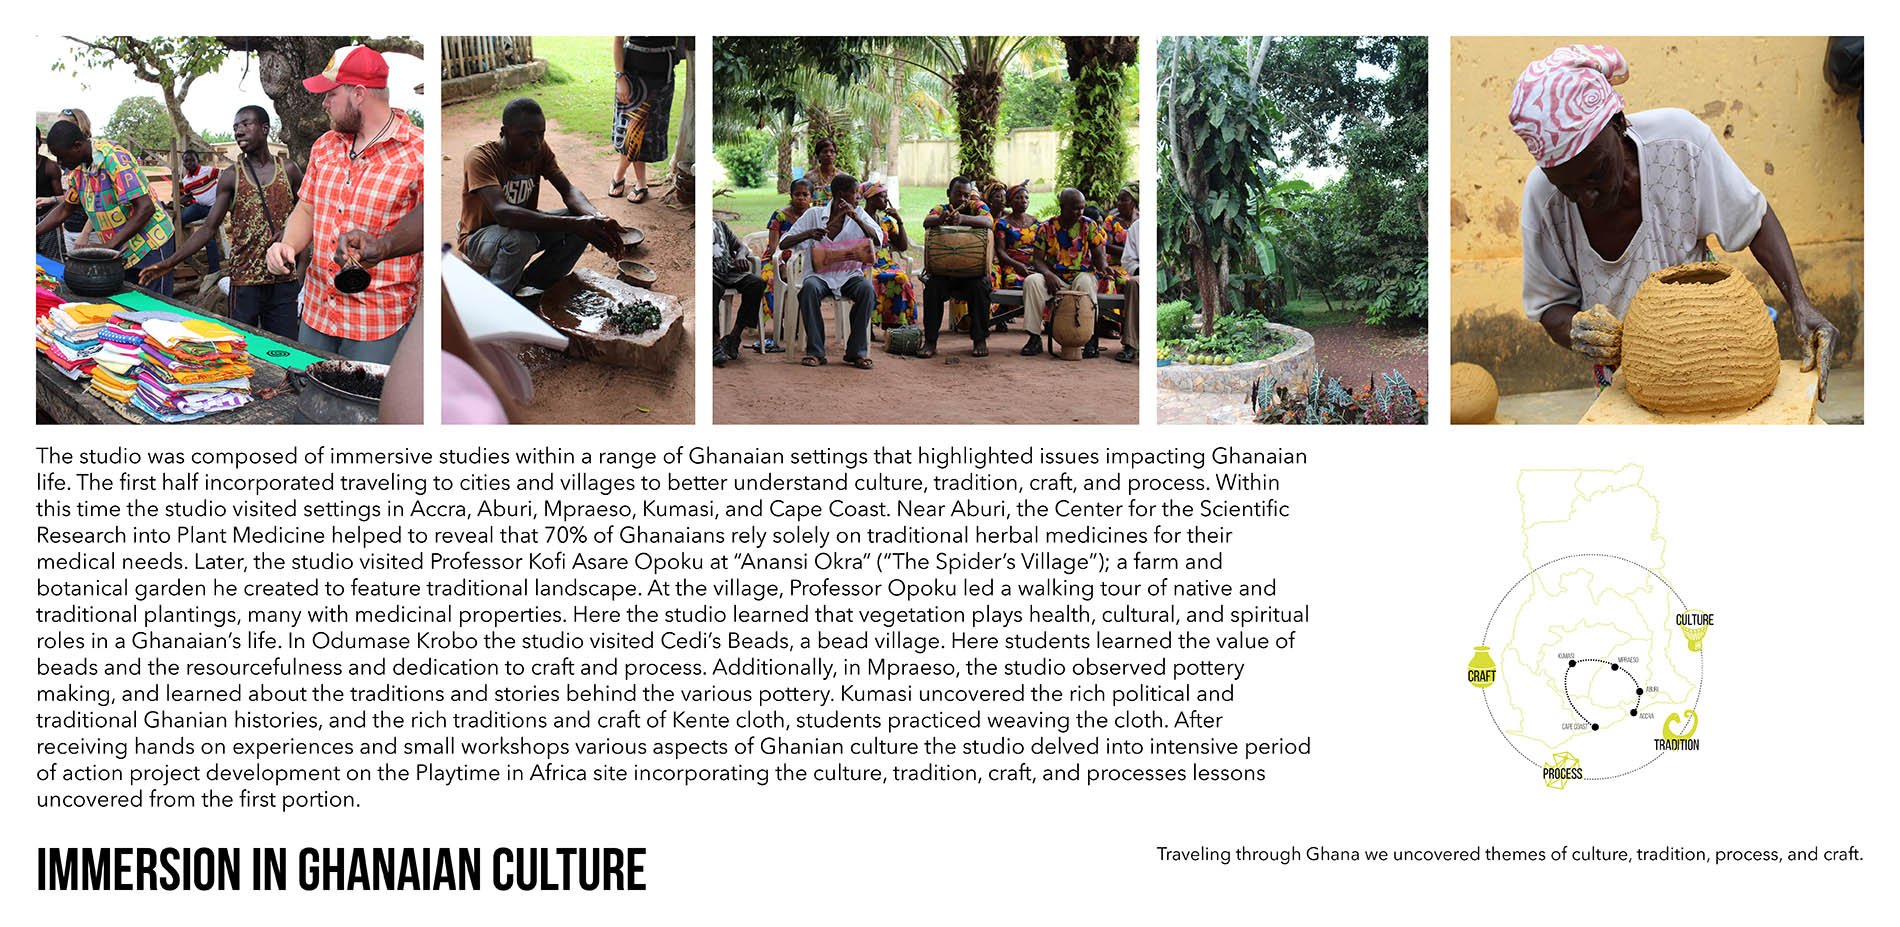 The studio was composed of immersive studies within a range of Ghanaian settings that highlighted issues impacting Ghanaian
life. The first half incorporated traveling to cities and villages to better understand culture, tradition, craft, and process. Within
this time the studio visited settings in Accra, Aburi, Mpraeso, Kumasi, and Cape Coast. Near Aburi, the Center for the Scientific
Research into Plant Medicine helped to reveal that 70% of Ghanaians rely solely on traditional herbal medicines for their
medical needs. Later, the studio visited Professor Kofi Asare Opoku at “Anansi Okra” (“The Spider’s Village”); a farm and
botanical garden he created to feature traditional landscape. At the village, Professor Opoku led a walking tour of native and
traditional plantings, many with medicinal properties. Here the studio learned that vegetation plays health, cultural, and spiritual
roles in a Ghanaian’s life. In Odumase Krobo the studio visited Cedi’s Beads, a bead village. Here students learned the value of
beads and the resourcefulness and dedication to craft and process. Additionally, in Mpraeso, the studio observed pottery
making, and learned about the traditions and stories behind the various pottery. Kumasi uncovered the rich political and
traditional Ghanian histories, and the rich traditions and craft of Kente cloth, students practiced weaving the cloth. After
receiving hands on experiences and small workshops various aspects of Ghanian culture the studio delved into intensive period
of action project development on the Playtime in Africa site incorporating the culture, tradition, craft, and processes lessons
uncovered from the first portion.
CULTURE
KUMASI
MPRAESO
CRAFT
ABURI
ACCRA
CAPE COAST
TRADITION
PROCESS
IMMERSION IN GHANAIAN CULTURE
Traveling through Ghana we uncovered themes of culture, tradition, process, and craft.